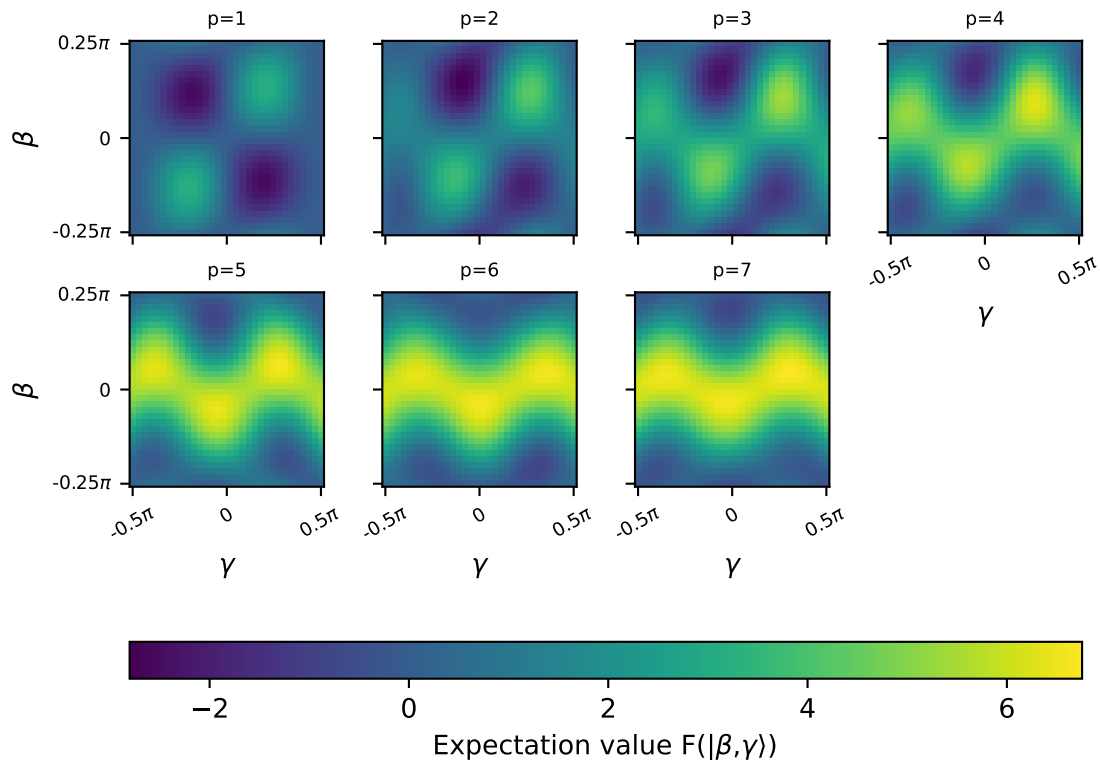 p=1
p=2
p=3
p=4
0.25π
0
-0.25π
β
-0.5π
0
0.5π
γ
p=5
p=6
p=7
0.25π
0
-0.25π
β
-0.5π
0
0.5π
-0.5π
0
0.5π
-0.5π
0
0.5π
γ
γ
γ
−2
0
2
4
6
Expectation value F(|β,γ⟩)